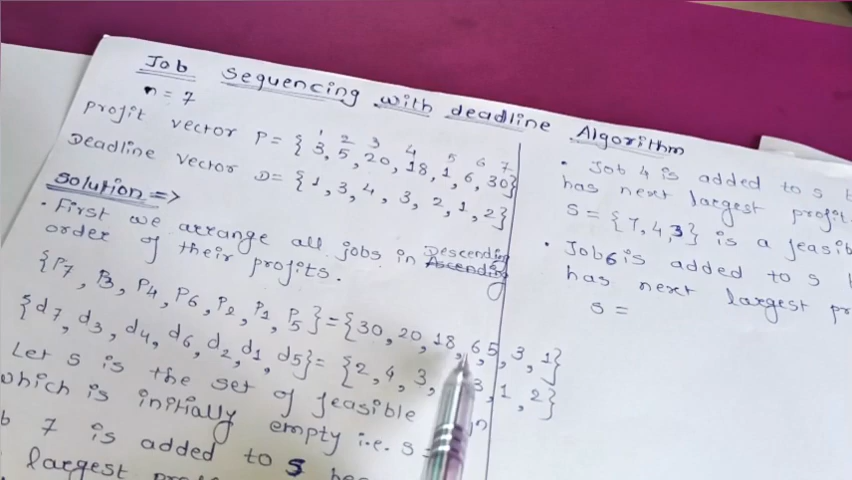 Job Sequencing with deadline Algorithm
n = 7
1 2 3 4 5 6 7
profit vector P = {3, 5, 20, 18, 1, 6, 30}
Deadline vector D = {1, 3, 4, 3, 2, 1, 2}
Solution =>
• First we arrange all jobs in Descending
Ascending
order of their profits.
{P7, P3, P4, P6, P2, P1, P5} = {30, 20, 18, 6, 5, 3, 1}
{d7, d3, d4, d6, d2, d1, d5} = {2, 4, 3, 3, 1, 2}
Let S is the set of feasible
which is initially empty i.e. S =
7 is added to S
largest
• Job 4 is added to S
has next largest profit
S = {7, 4, 3} is a
• Job 6 is added to S
has next largest
S =